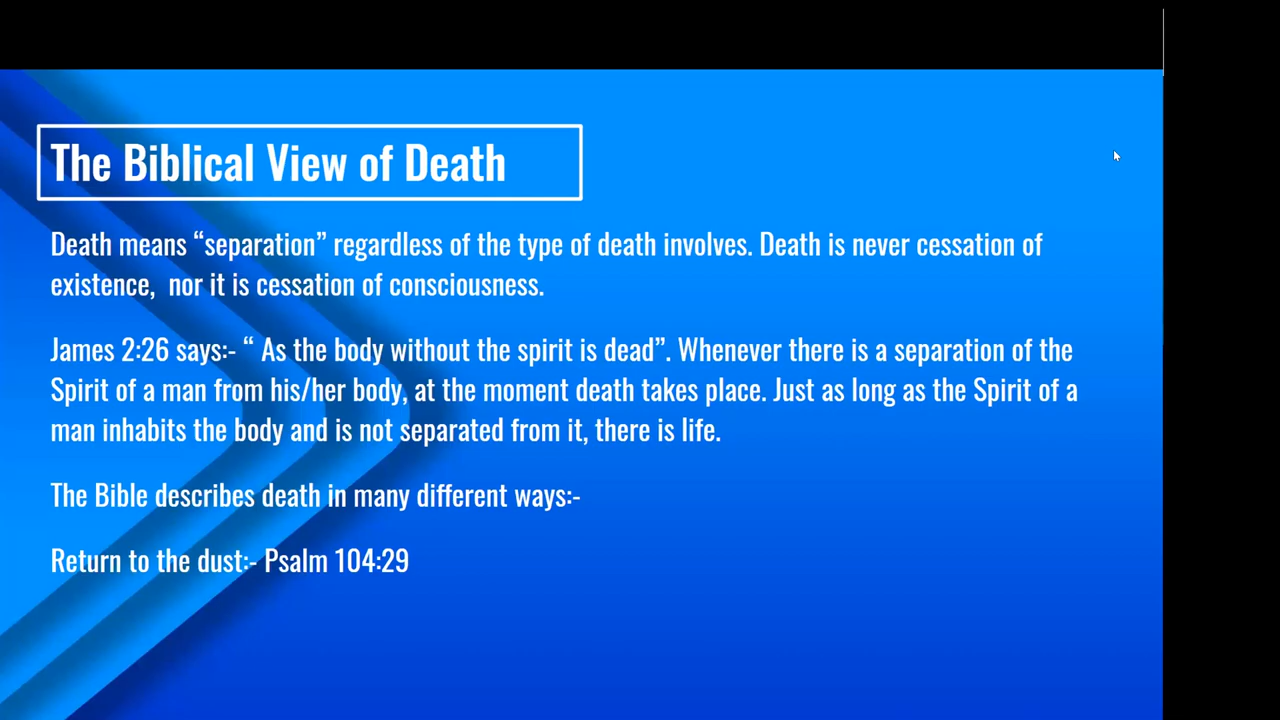 The Biblical View of Death
Death means “separation” regardless of the type of death involves. Death is never cessation of
existence,  nor it is cessation of consciousness.
James 2:26 says:- “ As the body without the spirit is dead”. Whenever there is a separation of the
Spirit of a man from his/her body, at the moment death takes place. Just as long as the Spirit of a
man inhabits the body and is not separated from it, there is life.
The Bible describes death in many different ways:-
Return to the dust:- Psalm 104:29